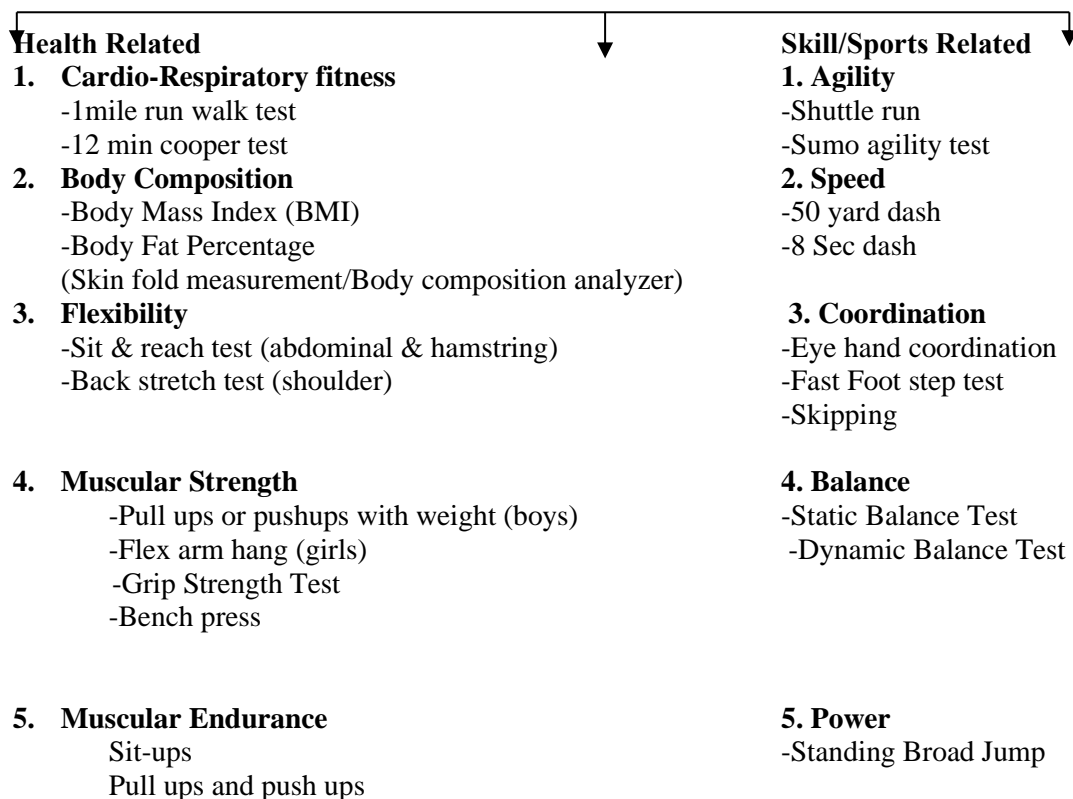 Health Related
1. Cardio-Respiratory fitness
-1mile run walk test
-12 min cooper test
2. Body Composition
-Body Mass Index (BMI)
-Body Fat Percentage
(Skin fold measurement/Body composition analyzer)
3. Flexibility
-Sit & reach test (abdominal & hamstring)
-Back stretch test (shoulder)
4. Muscular Strength
-Pull ups or pushups with weight (boys)
-Flex arm hang (girls)
-Grip Strength Test
-Bench press
5. Muscular Endurance
Sit-ups
Pull ups and push ups
Skill/Sports Related
1. Agility
-Shuttle run
-Sumo agility test
2. Speed
-50 yard dash
-8 Sec dash
3. Coordination
-Eye hand coordination
-Fast Foot step test
-Skipping
4. Balance
-Static Balance Test
-Dynamic Balance Test
5. Power
-Standing Broad Jump